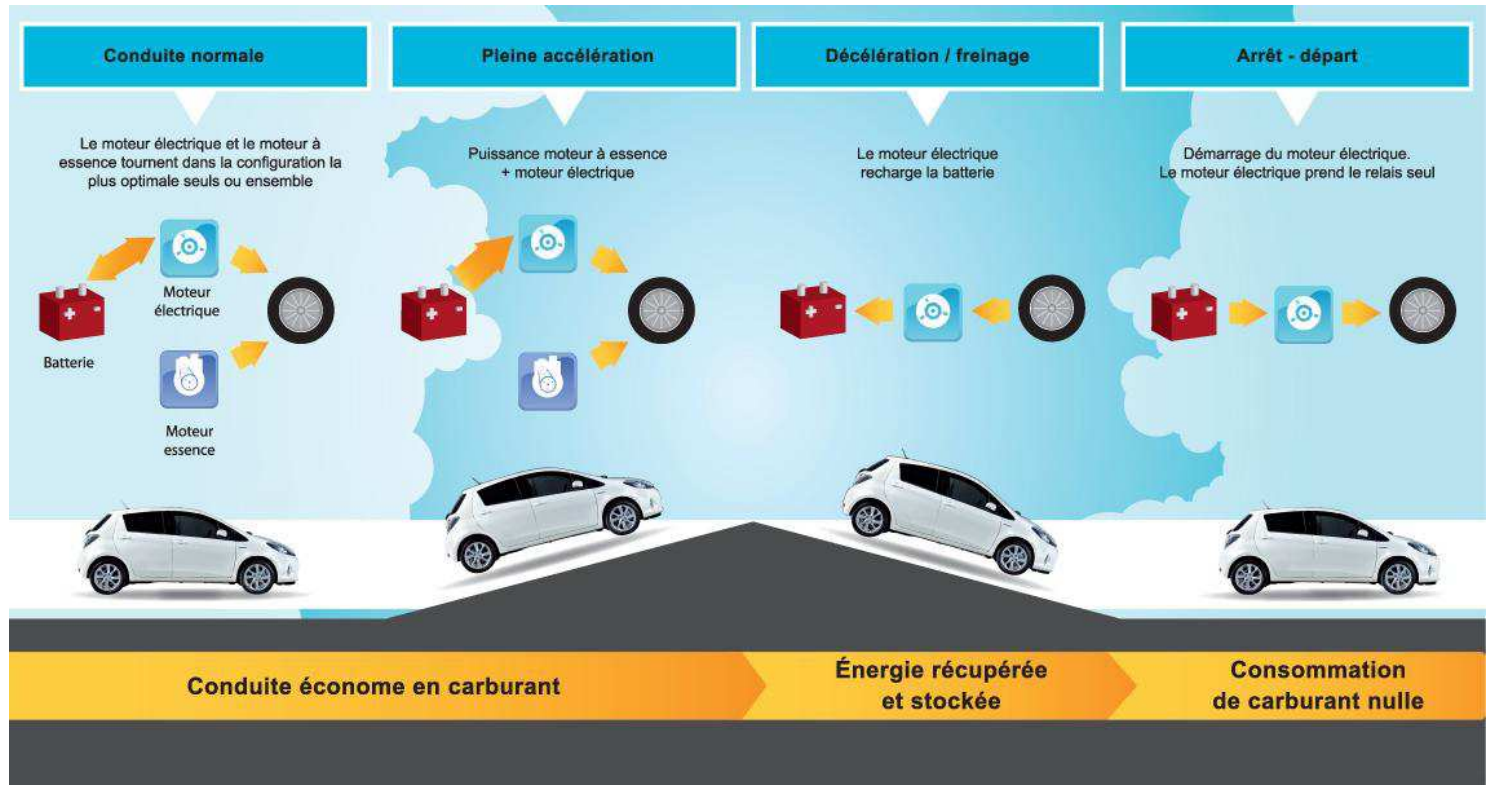 Conduite normale
Le moteur électrique et le moteur à
essence tournent dans la configuration la
plus optimale seuls ou ensemble
Moteur
électrique
Batterie
Moteur
essence
Pleine accélération
Puissance moteur à essence
+ moteur électrique
Décélération / freinage
Le moteur électrique
recharge la batterie
Arrêt - départ
Démarrage du moteur électrique.
Le moteur électrique prend le relais seul
Conduite économe en carburant
Énergie récupérée
et stockée
Consommation
de carburant nulle